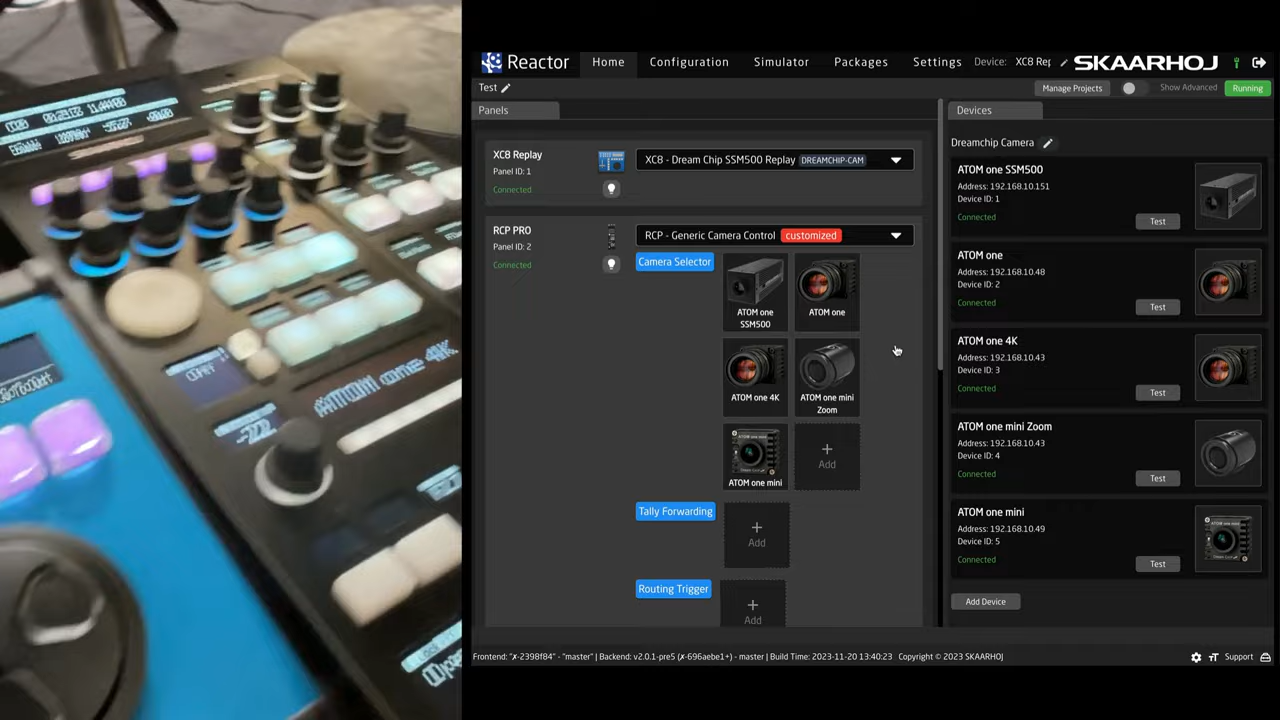 Reactor
Home
Configuration
Simulator
Packages
Settings
Device: XC8 Rep
SKAARHOJ
Test
Manage Projects
Show Advanced
Running
Panels
XC8 Replay
Panel ID: 1
Connected
XC8 - Dream Chip SSM500 Replay DREAMCHIP-CAM
RCP PRO
Panel ID: 2
Connected
RCP - Generic Camera Control customized
Camera Selector
ATOM one
SSM500
ATOM one
ATOM one 4K
ATOM one mini
Zoom
ATOM one mini
Add
Tally Forwarding
Add
Routing Trigger
Add
Devices
Dreamchip Camera
ATOM one SSM500
Address: 192.168.10.151
Device ID: 1
Connected
Test
ATOM one
Address: 192.168.10.48
Device ID: 2
Connected
Test
ATOM one 4K
Address: 192.168.10.43
Device ID: 3
Connected
Test
ATOM one mini Zoom
Address: 192.168.10.43
Device ID: 4
Connected
Test
ATOM one mini
Address: 192.168.10.49
Device ID: 5
Connected
Test
Add Device
Frontend: "✗-2398f84" - "master" | Backend: v2.0.1-pre5 (✗-696aebe1+) - master | Build Time: 2023-11-20 13:40:23 Copyright © 2023 SKAARHOJ
Support
ATOM one 4K